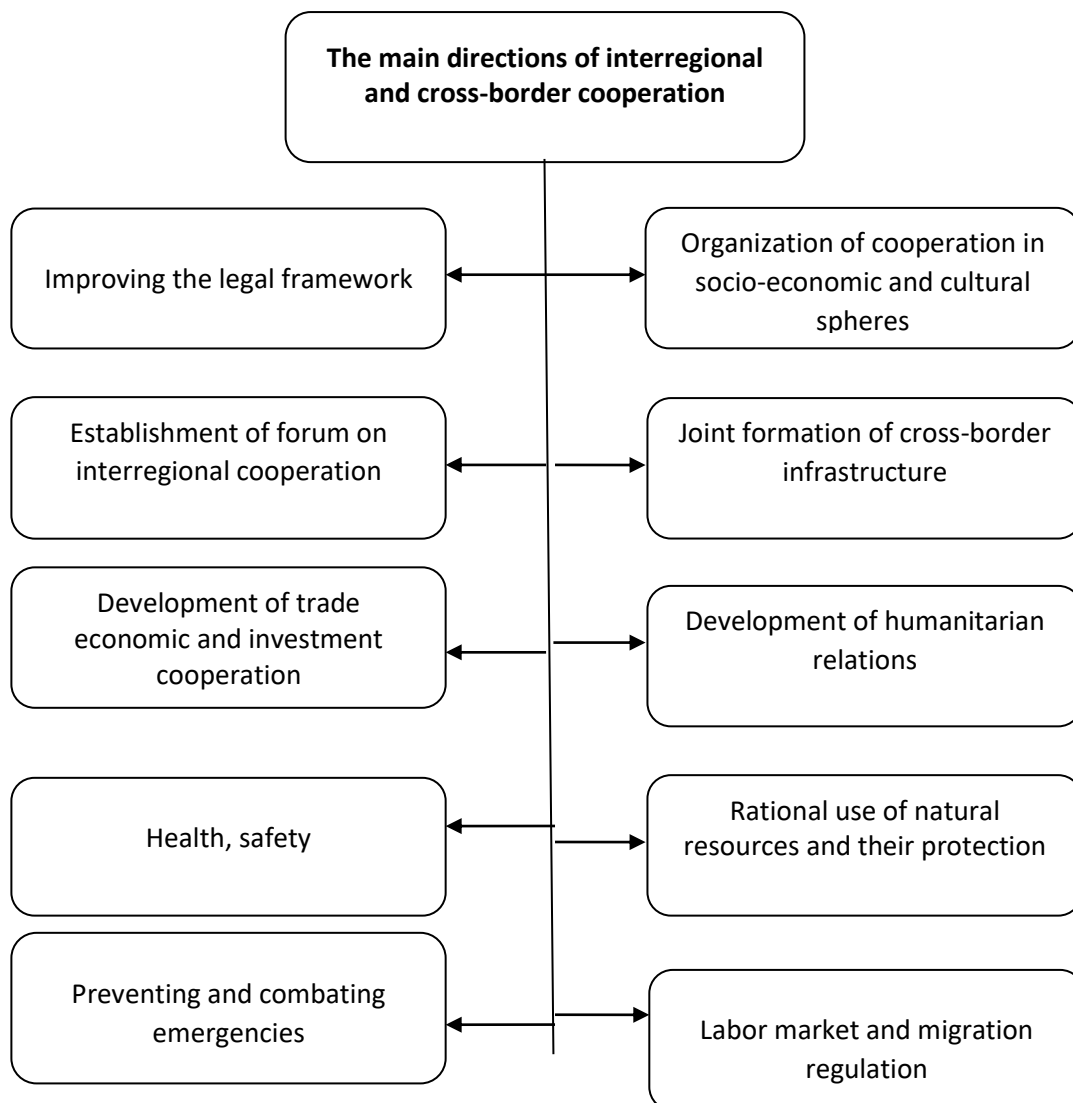 The main directions of interregional
and cross-border cooperation
Improving the legal framework
Organization of cooperation in
socio-economic and cultural
spheres
Establishment of forum on
interregional cooperation
Joint formation of cross-border
infrastructure
Development of trade
economic and investment
cooperation
Development of humanitarian
relations
Health, safety
Rational use of natural
resources and their protection
Preventing and combating
emergencies
Labor market and migration
regulation